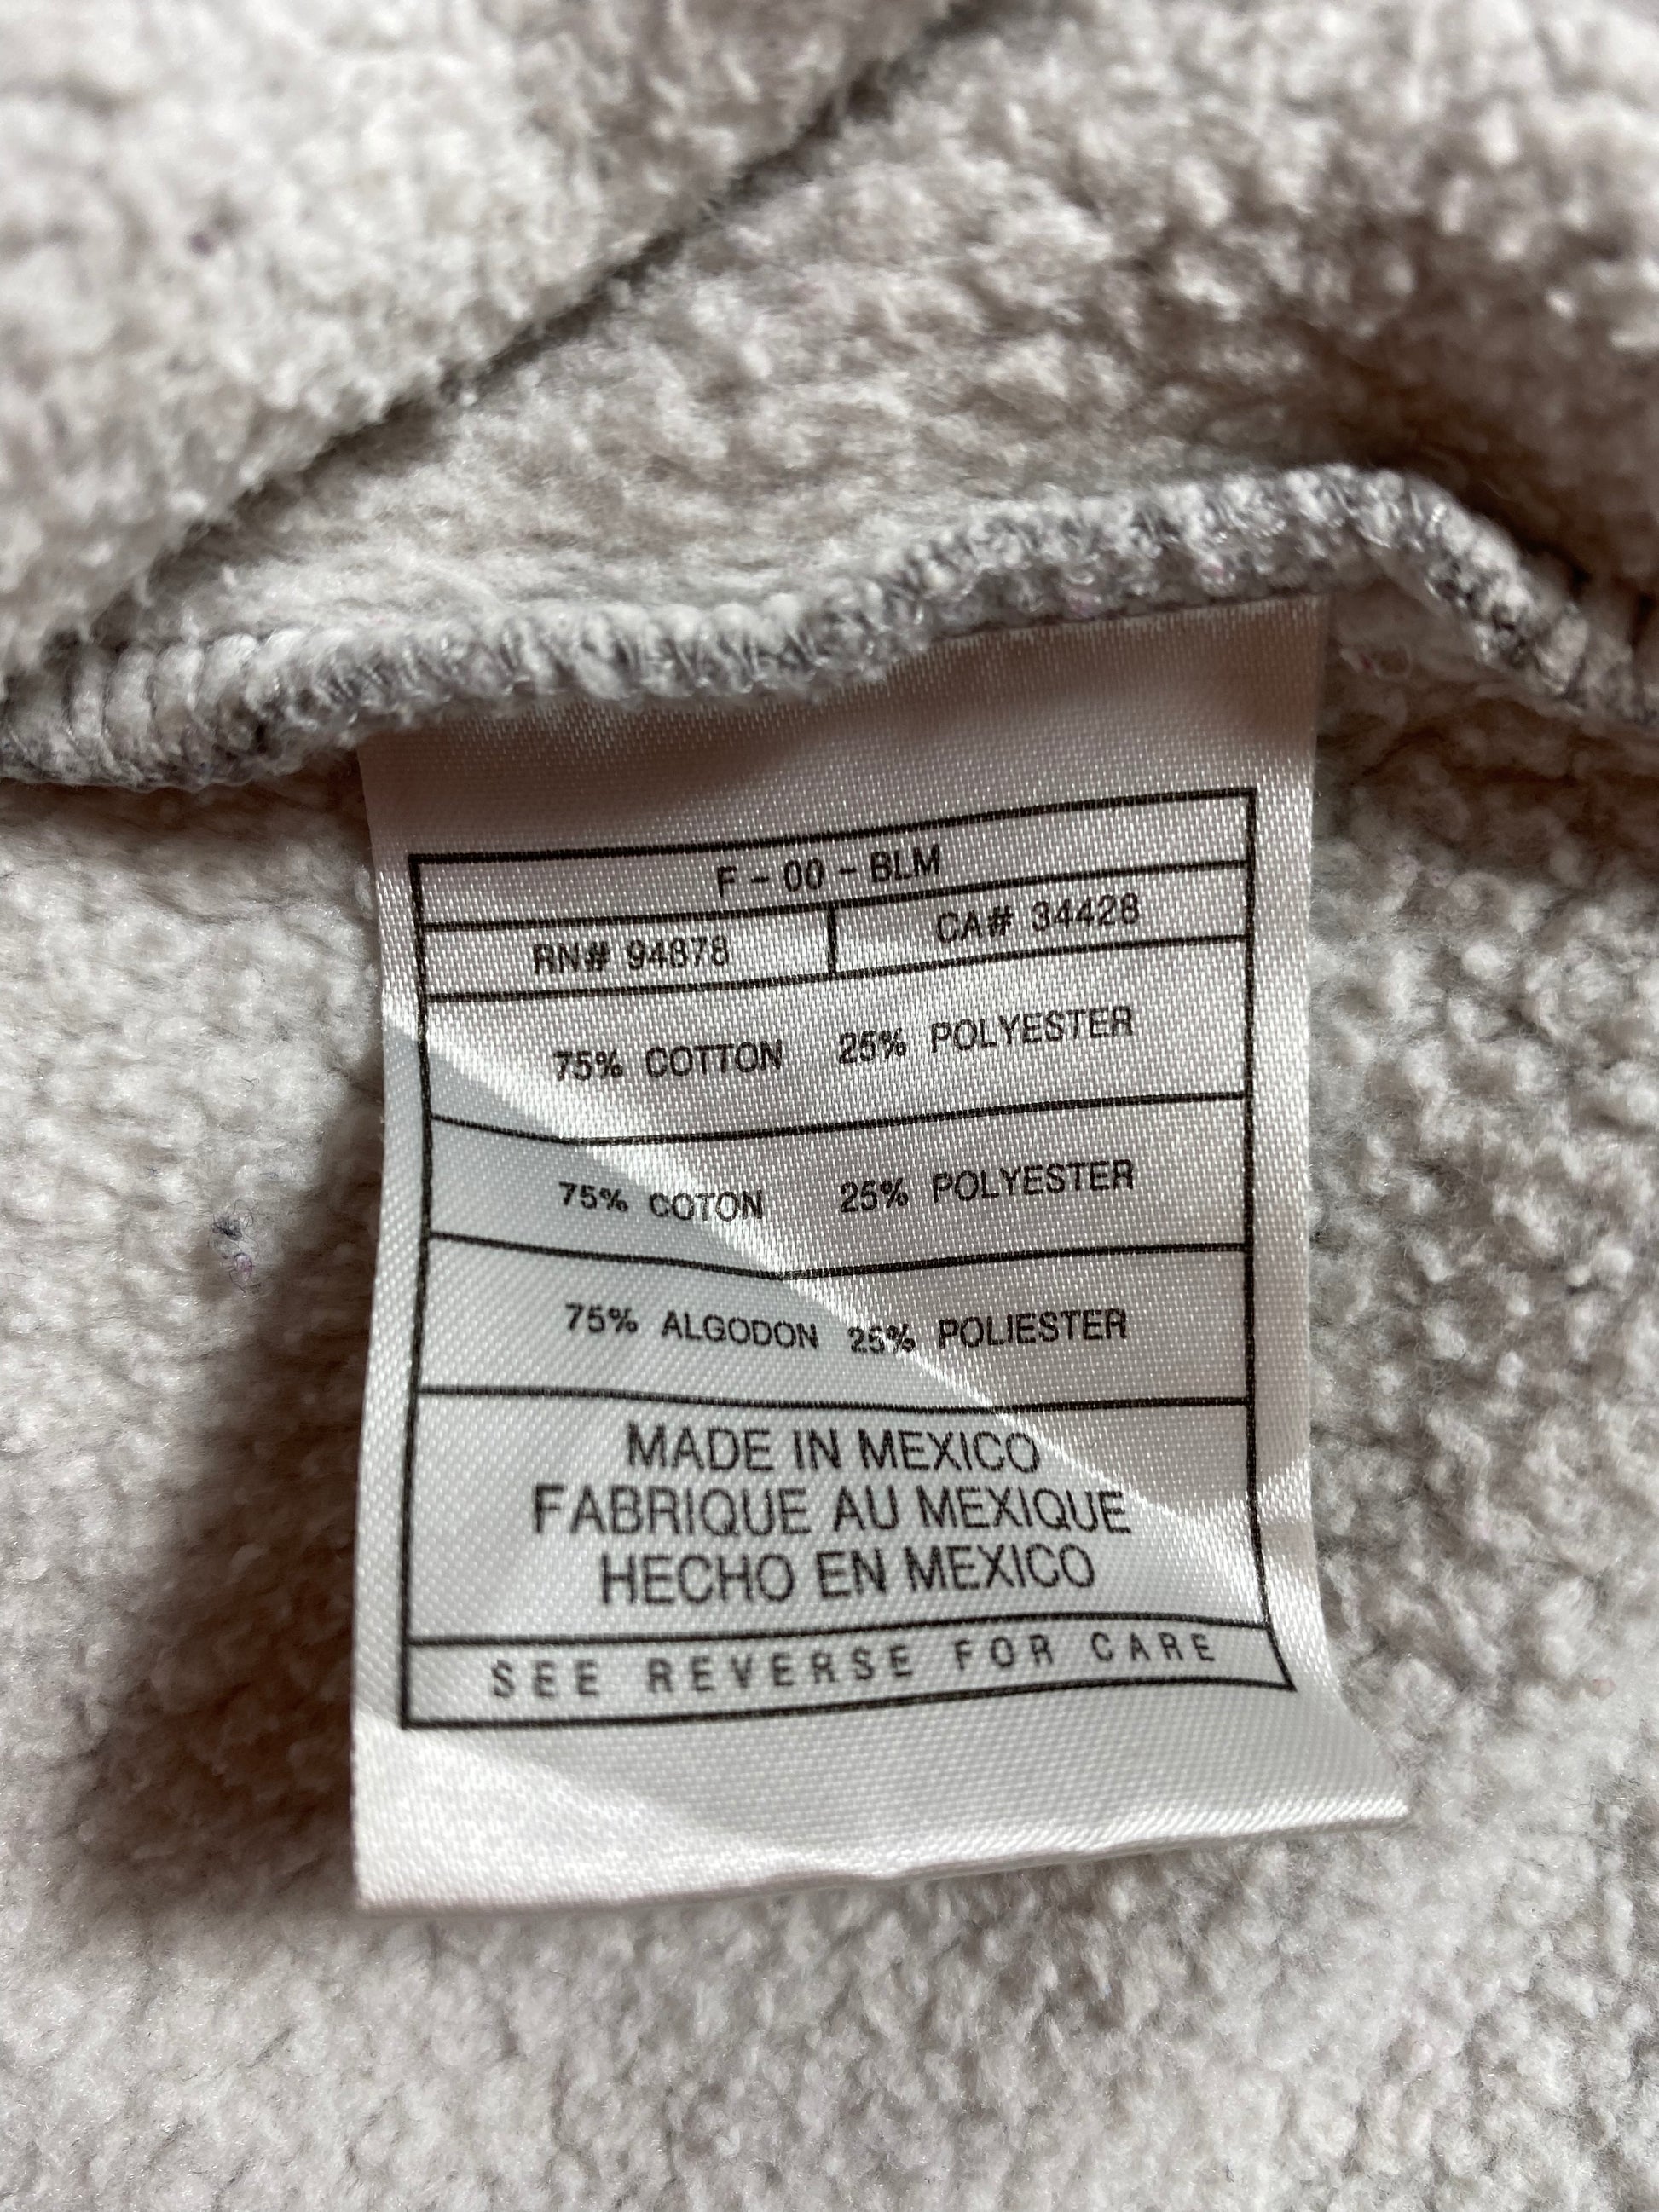 F - 00 - BLM
RN# 94878 CA# 34428
75% COTTON 25% POLYESTER
75% COTON 25% POLYESTER
75% ALGODON 25% POLIESTER
MADE IN MEXICO
FABRIQUE AU MEXIQUE
HECHO EN MEXICO
SEE REVERSE FOR CARE